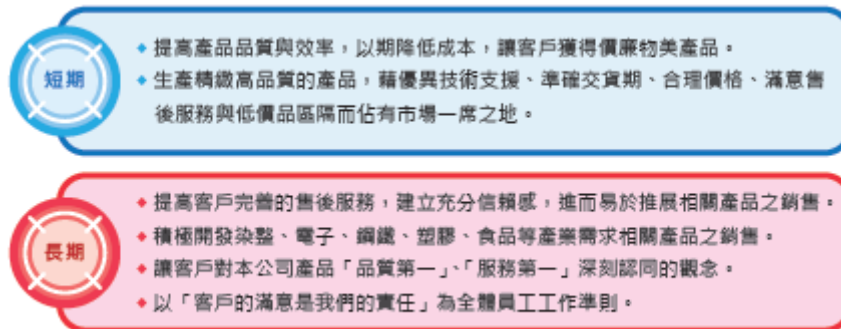 短期
◆ 提高產品品質與效率，以期降低成本，讓客戶獲得價廉物美產品。
◆ 生產精緻高品質的產品，藉優異技術支援、準確交貨期、合理價格、滿意售
後服務與低價品區隔而佔有市場一席之地。
長期
◆ 提高客戶完善的售後服務，建立充分信賴感，進而易於推展相關產品之銷售。
◆ 積極開發染整、電子、鋼鐵、塑膠、食品等產業需求相關產品之銷售。
◆ 讓客戶對本公司產品「品質第一」、「服務第一」深刻認同的觀念。
◆ 以「客戶的滿意是我們的責任」為全體員工工作準則。